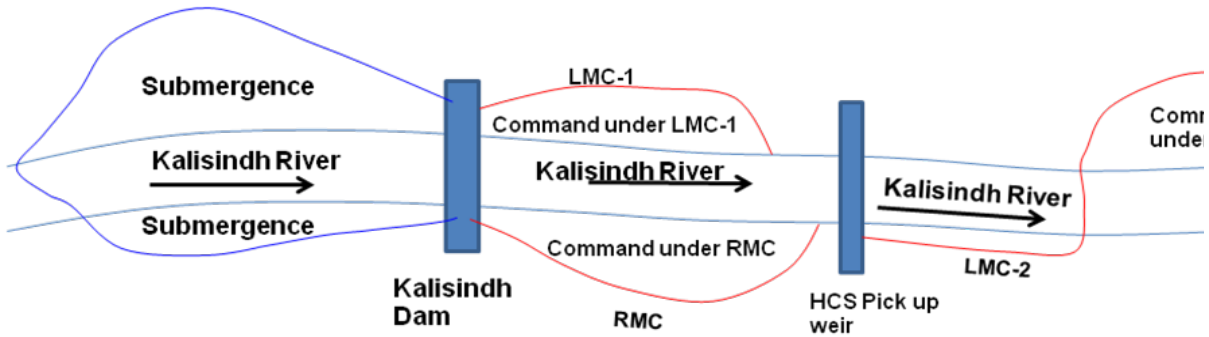 Submergence
Kalisindh River
Submergence
Kalisindh
Dam
LMC-1
Command under LMC-1
Kalisindh River
Command under RMC
RMC
HCS Pick up
weir
Kalisindh River
LMC-2
under